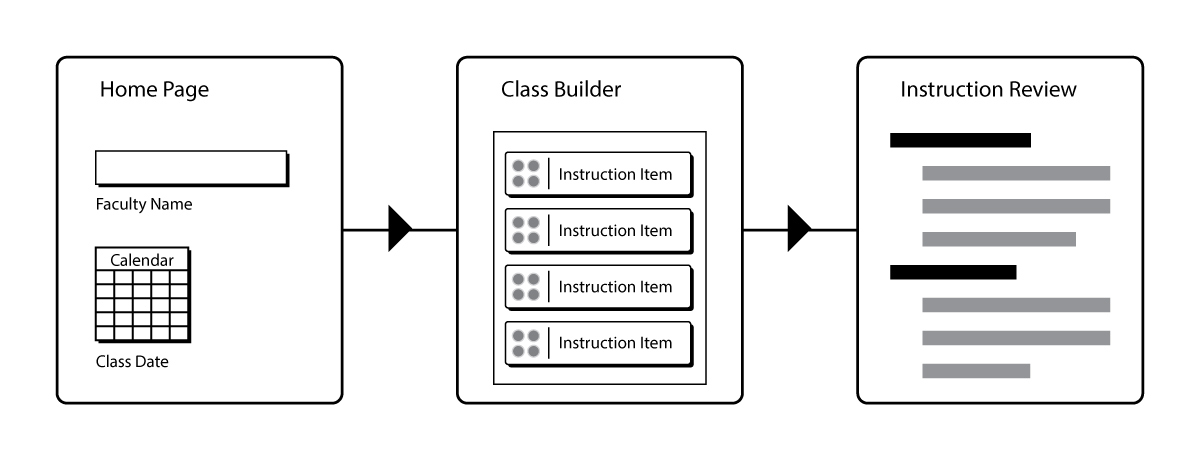 Home Page
Faculty Name
Calendar
Class Date
Class Builder
Instruction Item
Instruction Item
Instruction Item
Instruction Item
Instruction Review